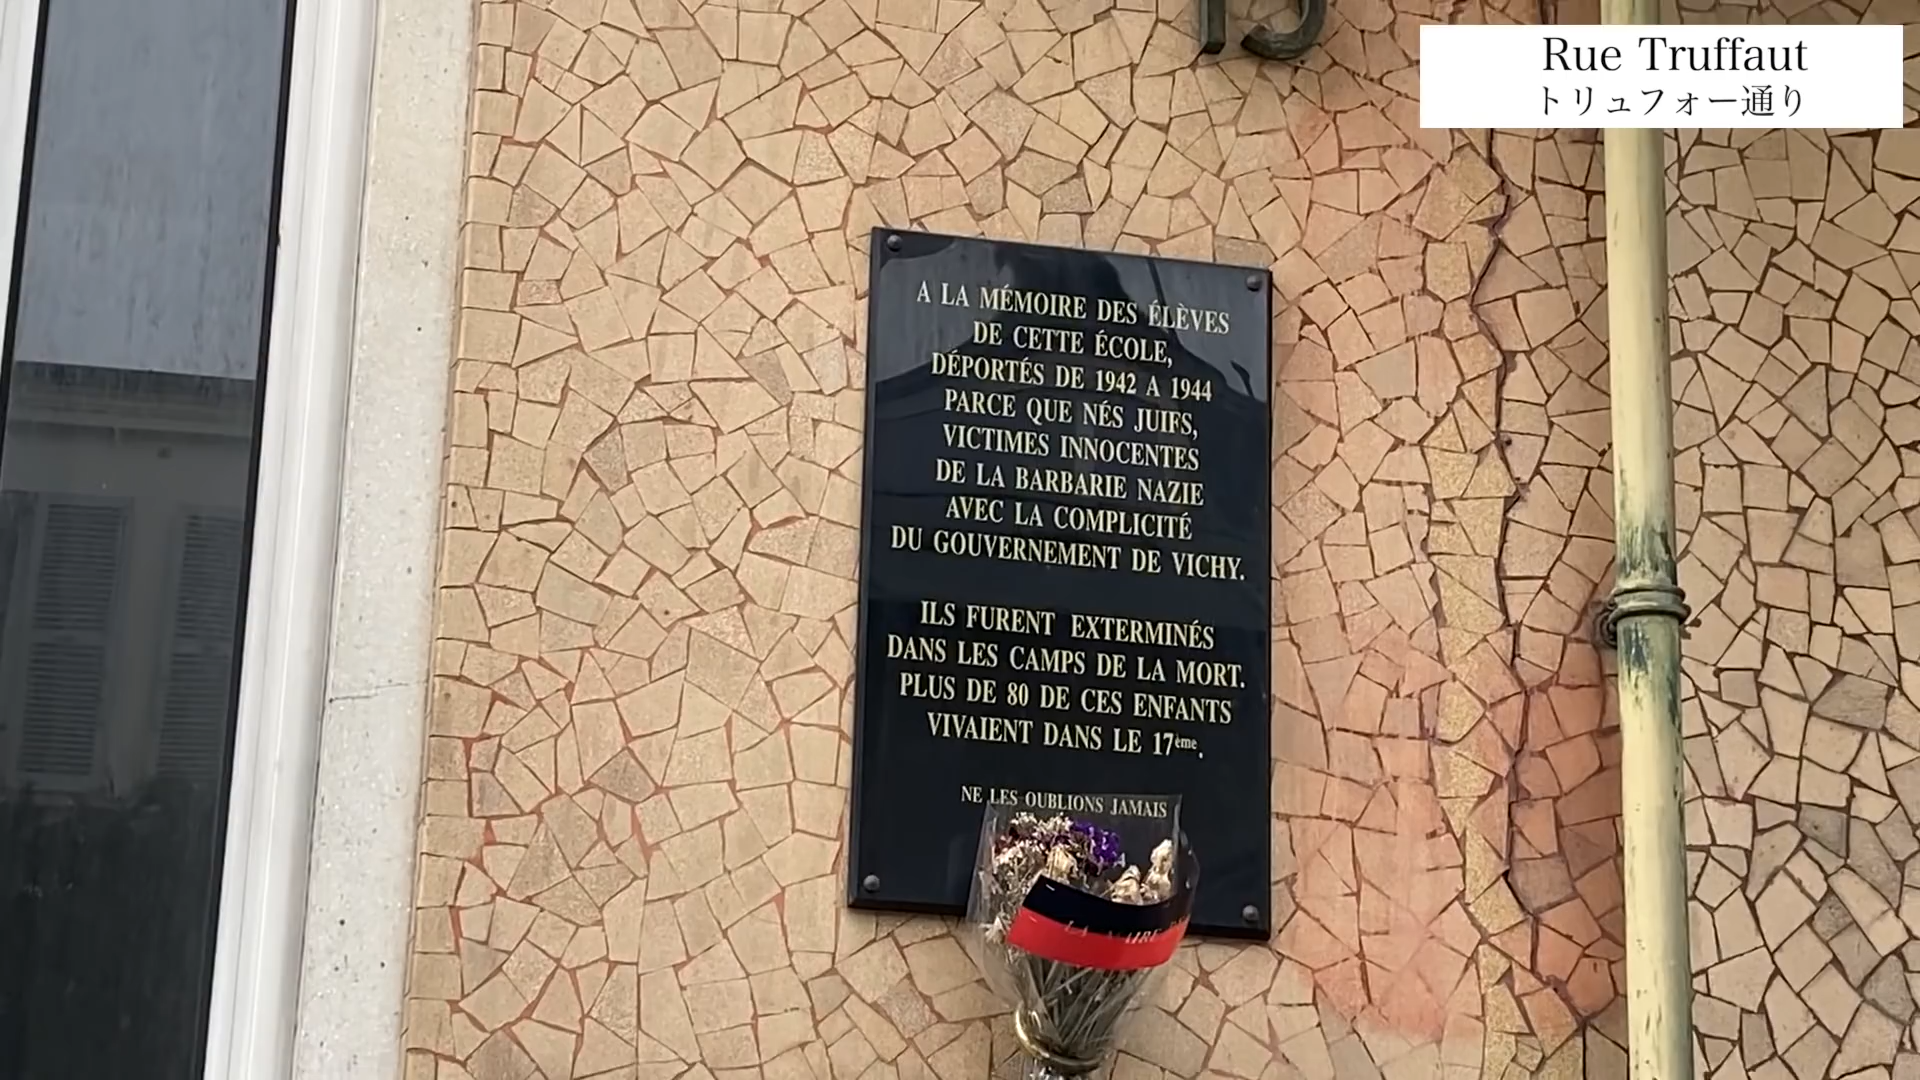 Rue Truffaut
トリュフォー通り
A LA MÉMOIRE DES ÉLÈVES
DE CETTE ÉCOLE,
DÉPORTÉS DE 1942 A 1944
PARCE QUE NÉS JUIFS,
VICTIMES INNOCENTES
DE LA BARBARIE NAZIE
AVEC LA COMPLICITÉ
DU GOUVERNEMENT DE VICHY.
ILS FURENT EXTERMINÉS
DANS LES CAMPS DE LA MORT.
PLUS DE 80 DE CES ENFANTS
VIVAIENT DANS LE 17ème.
NE LES OUBLIONS JAMAIS
LA MAIRE